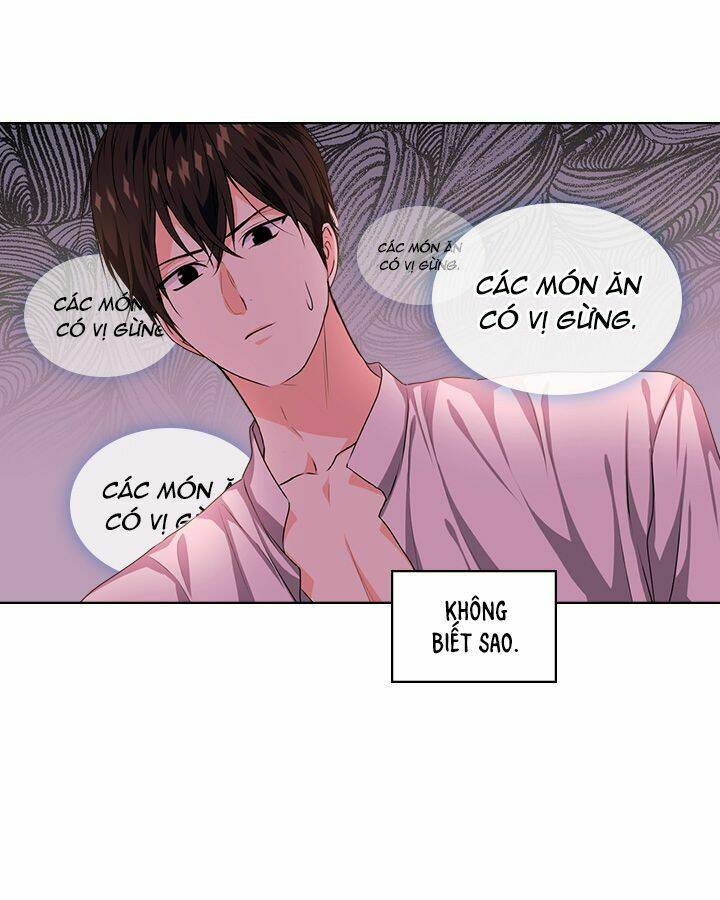 CÁC MÓN ĂN
CÓ VỊ GỪNG.
CÁC MÓN ĂN
CÓ VỊ GỪNG.
CÁC MÓN
CÓ VỊ GỪNG
CÁC MÓN Ă
CÓ VỊ G
KHÔNG
BIẾT SAO.